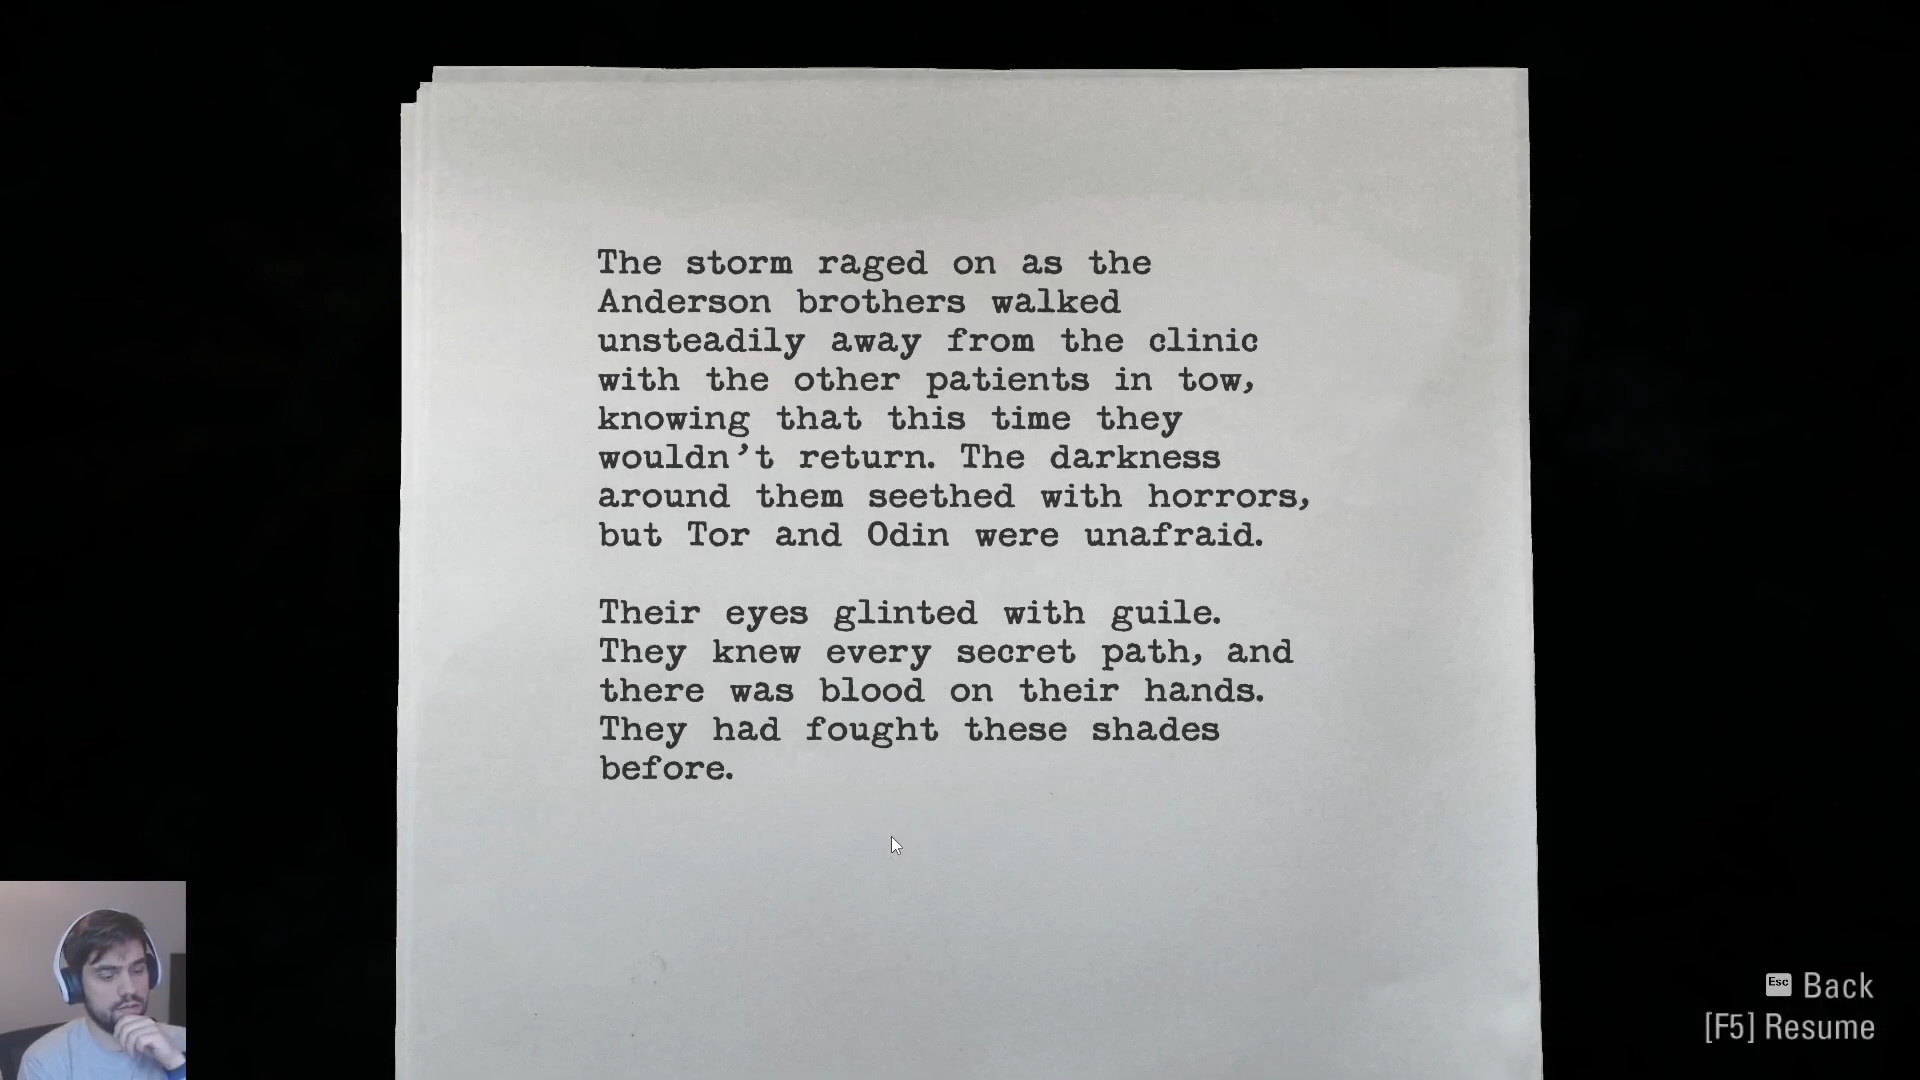 The storm raged on as the
Anderson brothers walked
unsteadily away from the clinic
with the other patients in tow,
knowing that this time they
wouldn't return. The darkness
around them seethed with horrors,
but Tor and Odin were unafraid.
Their eyes glinted with guile.
They knew every secret path, and
there was blood on their hands.
They had fought these shades
before.
Esc Back
[F5] Resume